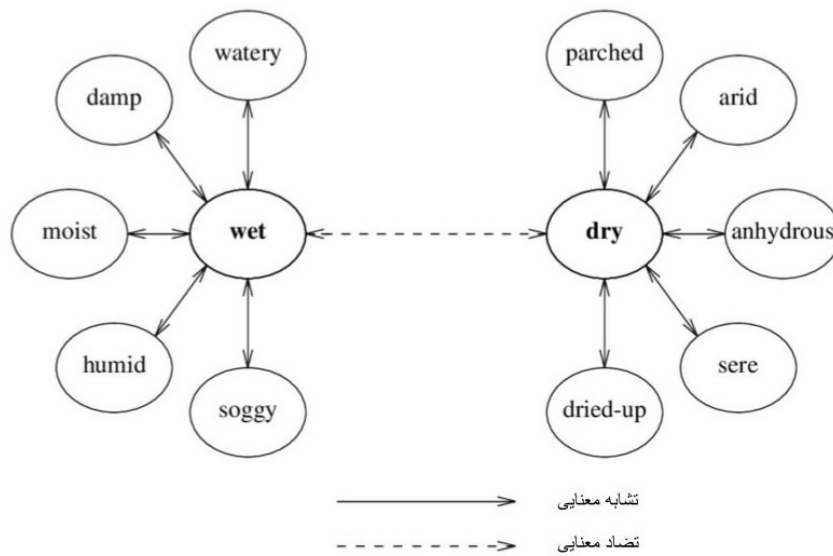 watery
parched
damp
arid
moist
wet
dry
anhydrous
humid
sere
soggy
dried-up
تشابه معنایی
تضاد معنایی